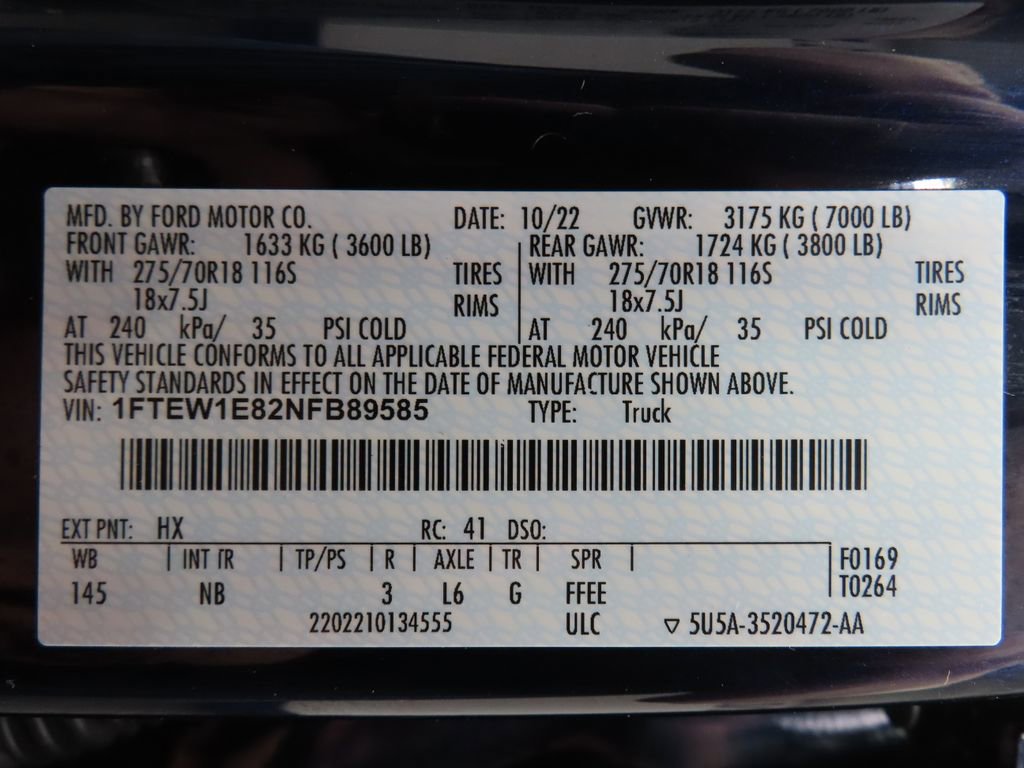 MFD. BY FORD MOTOR CO. DATE: 10/22 GVWR: 3175 KG ( 7000 LB)
FRONT GAWR: 1633 KG ( 3600 LB) REAR GAWR: 1724 KG ( 3800 LB)
WITH 275/70R18 116S TIRES WITH 275/70R18 116S TIRES
18x7.5J RIMS 18x7.5J RIMS
AT 240 kPa/ 35 PSI COLD AT 240 kPa/ 35 PSI COLD
THIS VEHICLE CONFORMS TO ALL APPLICABLE FEDERAL MOTOR VEHICLE
SAFETY STANDARDS IN EFFECT ON THE DATE OF MANUFACTURE SHOWN ABOVE.
VIN: 1FTEW1E82NFB89585 TYPE: Truck
EXT PNT: HX RC: 41 DSO:
WB | INT TR | TP/PS | R | AXLE | TR | SPR | F0169
145 NB 3 L6 G FFEE T0264
2202210134555 ULC ▽ 5U5A-3520472-AA